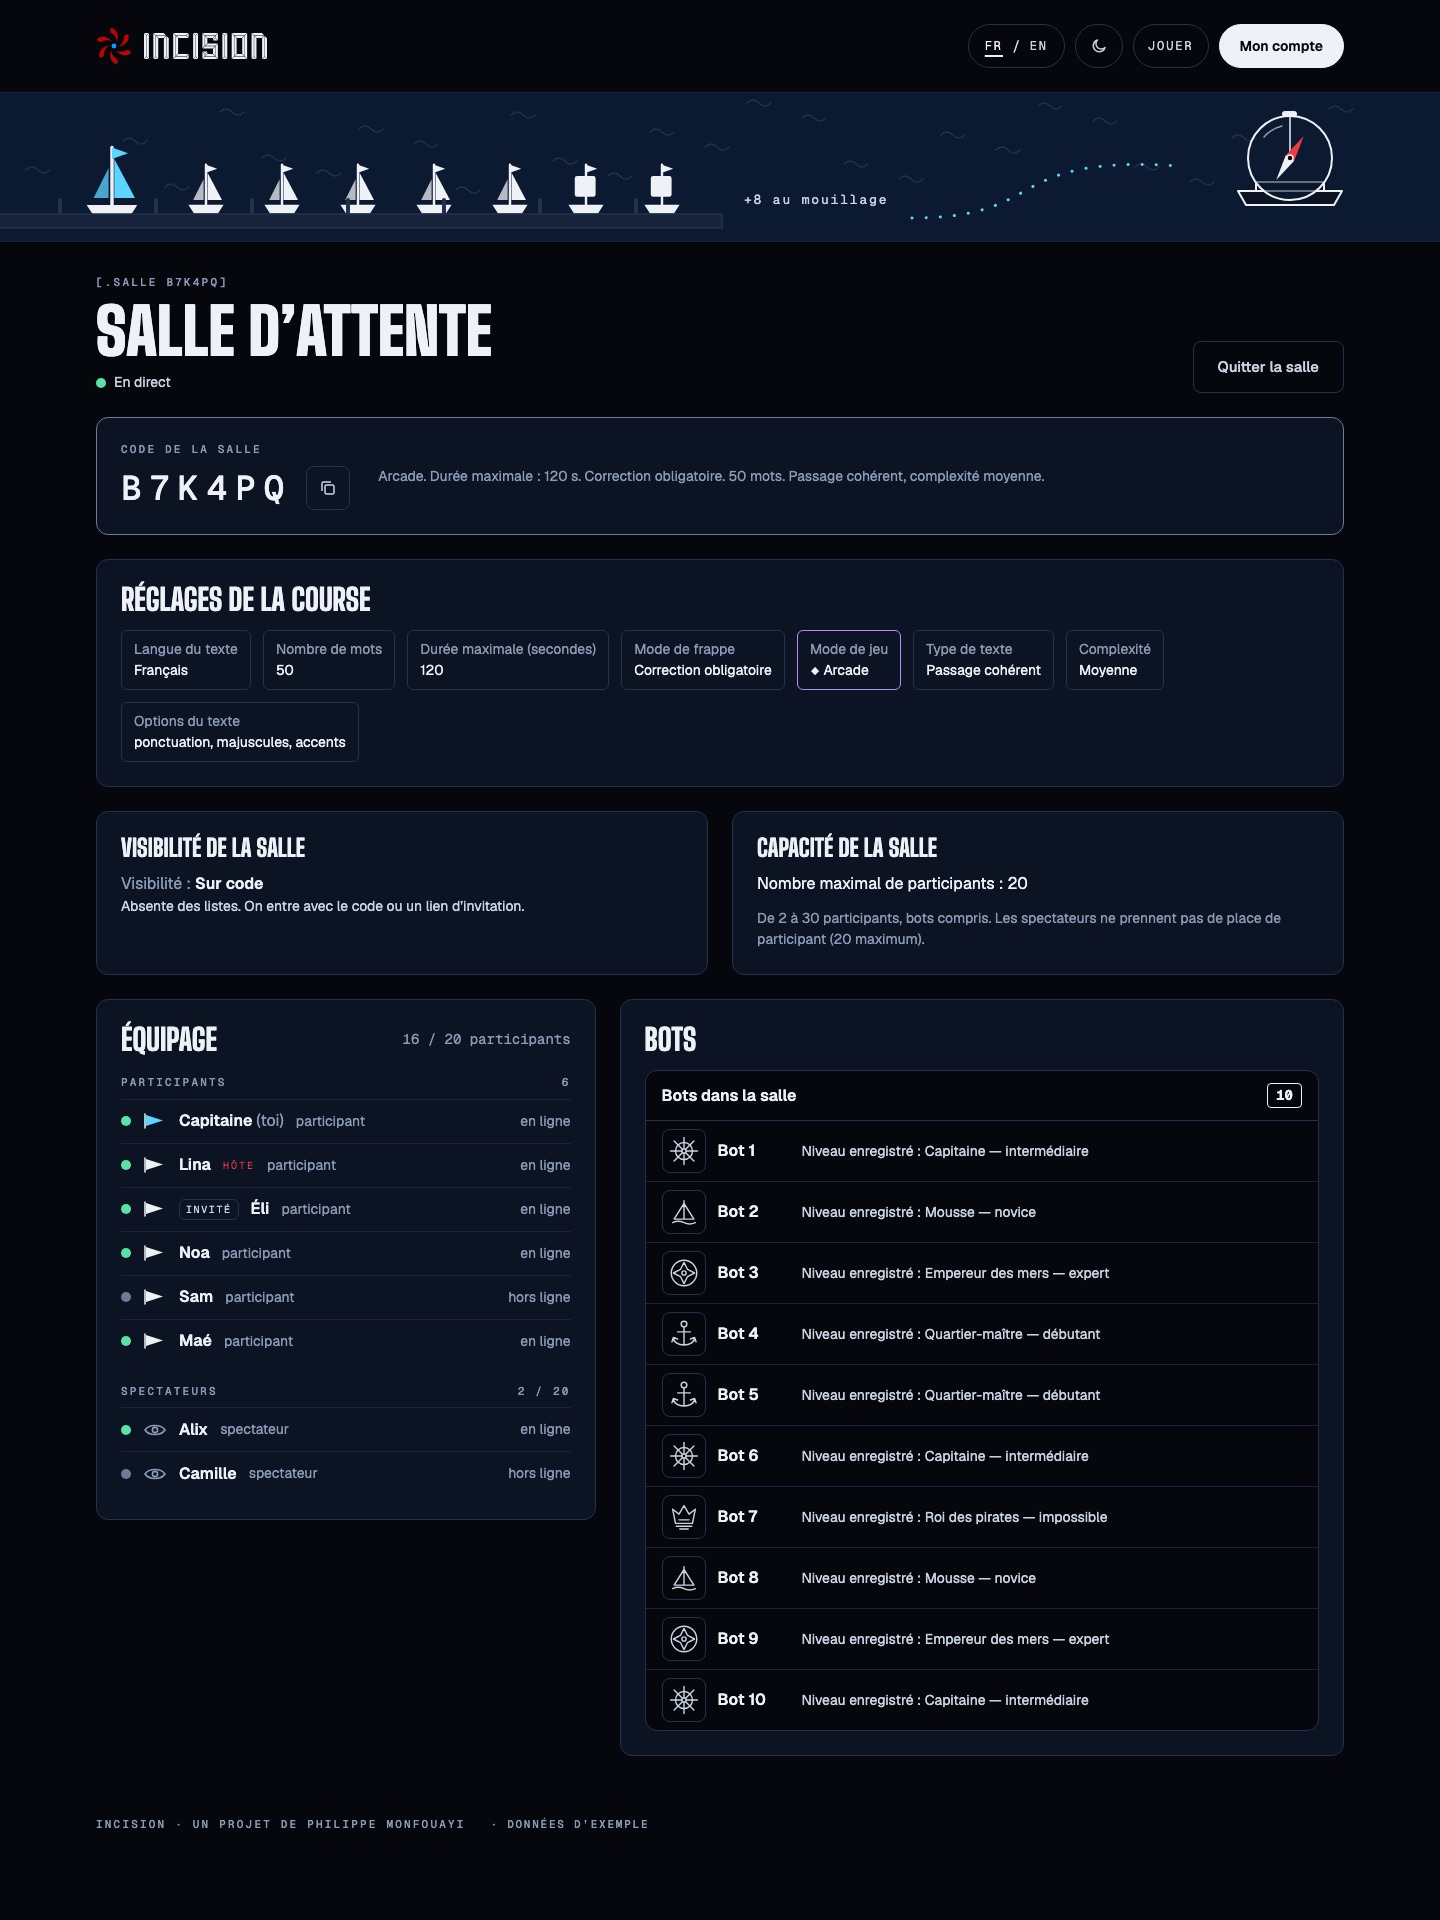 INCISION
FR / EN
JOUER
Mon compte
+8 au mouillage
[.SALLE B7K4PQ]
SALLE D’ATTENTE
En direct
Quitter la salle
CODE DE LA SALLE
B7K4PQ
Arcade. Durée maximale : 120 s. Correction obligatoire. 50 mots. Passage cohérent, complexité moyenne.
RÉGLAGES DE LA COURSE
Langue du texte
Français
Nombre de mots
50
Durée maximale (secondes)
120
Mode de frappe
Correction obligatoire
Mode de jeu
◆ Arcade
Type de texte
Passage cohérent
Complexité
Moyenne
Options du texte
ponctuation, majuscules, accents
VISIBILITÉ DE LA SALLE
Visibilité : Sur code
Absente des listes. On entre avec le code ou un lien d’invitation.
CAPACITÉ DE LA SALLE
Nombre maximal de participants : 20
De 2 à 30 participants, bots compris. Les spectateurs ne prennent pas de place de
participant (20 maximum).
ÉQUIPAGE
16 / 20 participants
PARTICIPANTS 6
Capitaine (toi) participant en ligne
Lina HÔTE participant en ligne
INVITÉ Éli participant en ligne
Noa participant en ligne
Sam participant hors ligne
Maé participant en ligne
SPECTATEURS 2 / 20
Alix spectateur en ligne
Camille spectateur hors ligne
BOTS
Bots dans la salle 10
Bot 1 Niveau enregistré : Capitaine — intermédiaire
Bot 2 Niveau enregistré : Mousse — novice
Bot 3 Niveau enregistré : Empereur des mers — expert
Bot 4 Niveau enregistré : Quartier-maître — débutant
Bot 5 Niveau enregistré : Quartier-maître — débutant
Bot 6 Niveau enregistré : Capitaine — intermédiaire
Bot 7 Niveau enregistré : Roi des pirates — impossible
Bot 8 Niveau enregistré : Mousse — novice
Bot 9 Niveau enregistré : Empereur des mers — expert
Bot 10 Niveau enregistré : Capitaine — intermédiaire
INCISION · UN PROJET DE PHILIPPE MONFOUAYI · DONNÉES D’EXEMPLE